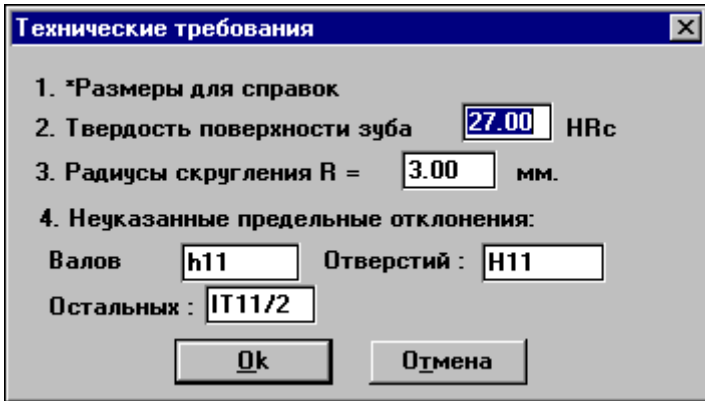 Технические требования
1. *Размеры для справок
2. Твердость поверхности зуба 27.00 HRc
3. Радиусы скругления R = 3.00 мм.
4. Неуказанные предельные отклонения:
Валов h11 Отверстий : H11
Остальных : IT11/2
Ok Отмена